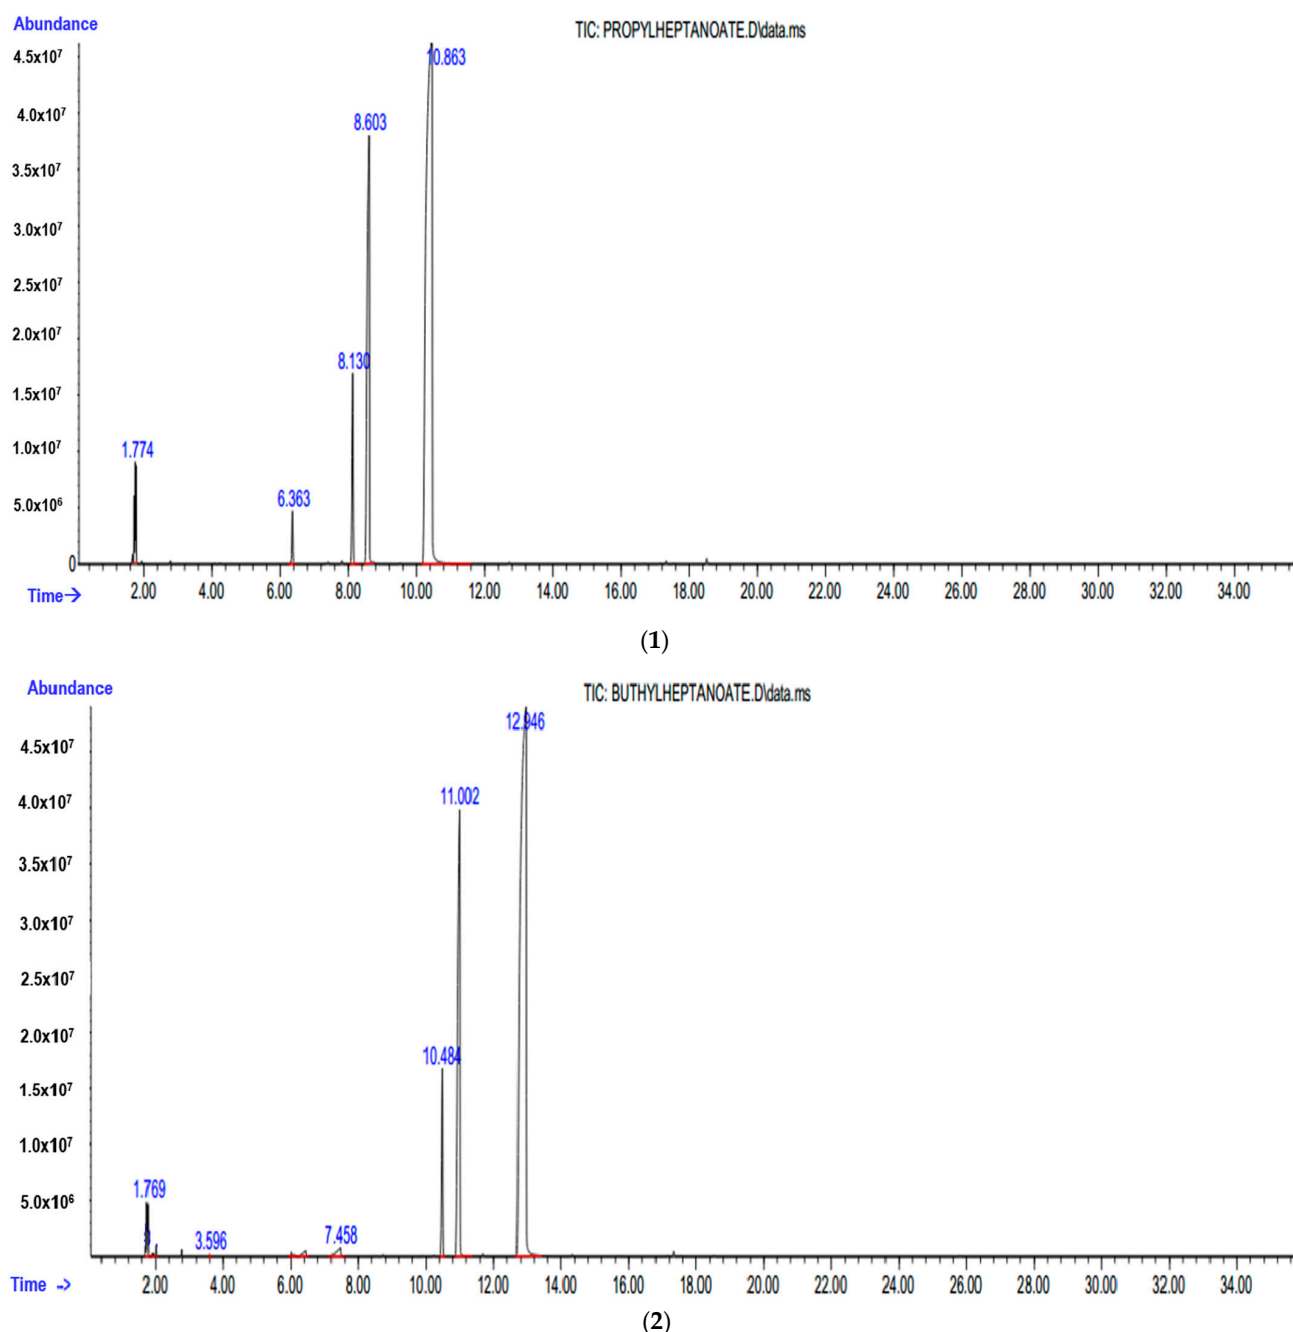 Abundance
TIC: PROPYLHEPTANOATE.D\data.ms
4.5x10⁷
10.863
4.0x10⁷
8.603
3.5x10⁷
3.0x10⁷
2.5x10⁷
2.0x10⁷
8.130
1.5x10⁷
1.0x10⁷
1.774
5.0x10⁶
6.363
0
Time→
2.00 4.00 6.00 8.00 10.00 12.00 14.00 16.00 18.00 20.00 22.00 24.00 26.00 28.00 30.00 32.00 34.00
(1)
Abundance
TIC: BUTHYLHEPTANOATE.D\data.ms
12.946
4.5x10⁷
4.0x10⁷
11.002
3.5x10⁷
3.0x10⁷
2.5x10⁷
2.0x10⁷
10.484
1.5x10⁷
1.0x10⁷
5.0x10⁶
1.769
3.596
7.458
Time -->
2.00 4.00 6.00 8.00 10.00 12.00 14.00 16.00 18.00 20.00 22.00 24.00 26.00 28.00 30.00 32.00 34.00
(2)